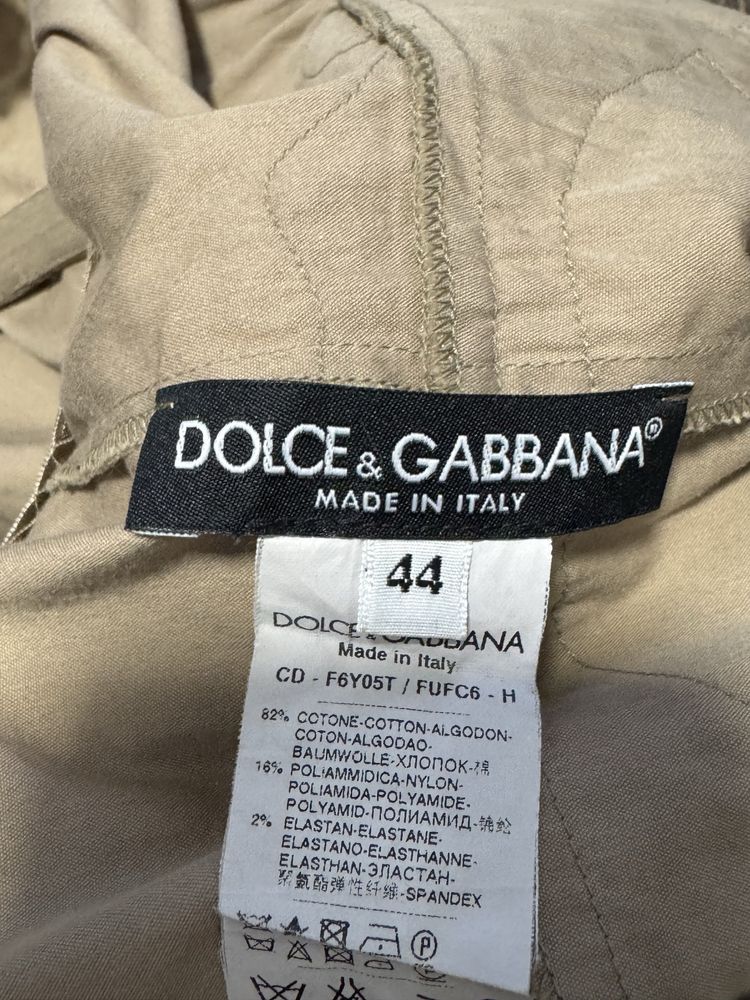 DOLCE & GABBANA®
MADE IN ITALY
44
DOLCE & GABBANA
Made in Italy
CD - F6Y05T / FUFC6 - H
82% COTONE-COTTON-ALGODON-
COTON-ALGODAO-
BAUMWOLLE-ХЛОПОК-棉
16% POLIAMMIDICA-NYLON-
POLIAMIDA-POLYAMIDE-
POLYAMID-ПОЛИАМИД-锦纶
2% ELASTAN-ELASTANE-
ELASTANO-ELASTHANNE-
ELASTHAN-ЭЛАСТАН-
聚氨酯弹性纤维-SPANDEX
P